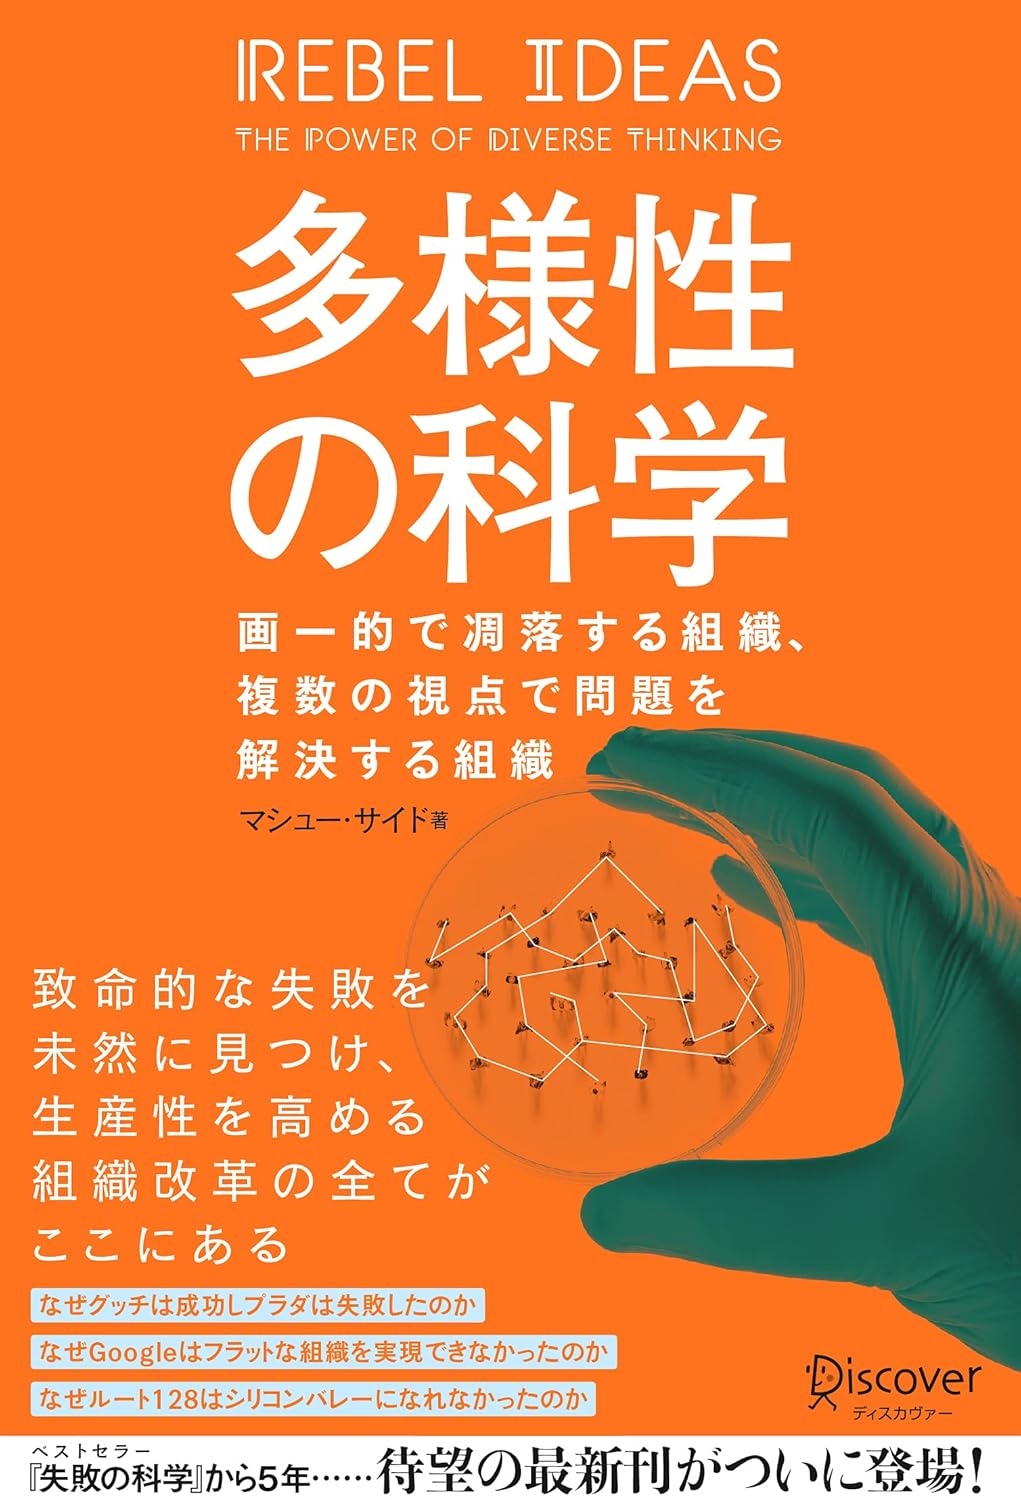 REBEL IDEAS
THE POWER OF DIVERSE THINKING
多様性
の科学
画一的で凋落する組織、
複数の視点で問題を
解決する組織
マシュー・サイド 著
致命的な失敗を
未然に見つけ、
生産性を高める
組織改革の全てが
ここにある
なぜグッチは成功しプラダは失敗したのか
なぜGoogleはフラットな組織を実現できなかったのか
なぜルート128はシリコンバレーになれなかったのか
Discover
ディスカヴァー
ベストセラー
『失敗の科学』から5年……待望の最新刊がついに登場!